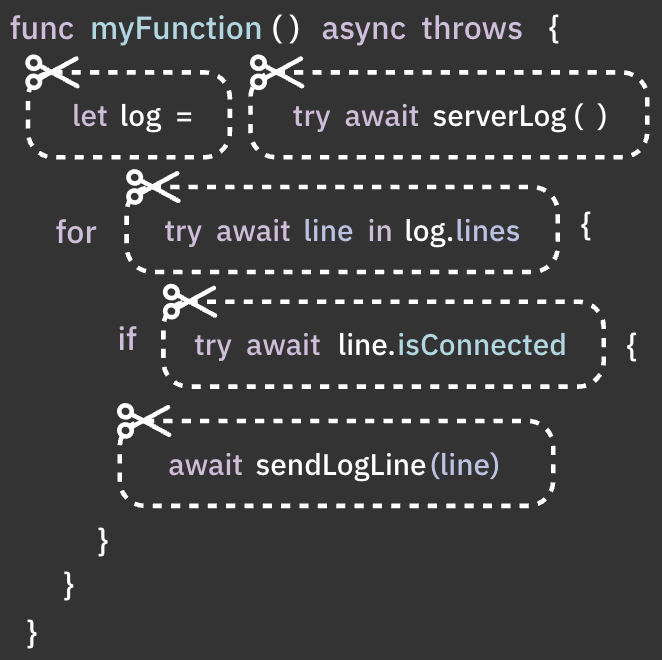 func myFunction() async throws {
let log = try await serverLog()
for try await line in log.lines {
if try await line.isConnected {
await sendLogLine(line)
}
}
}